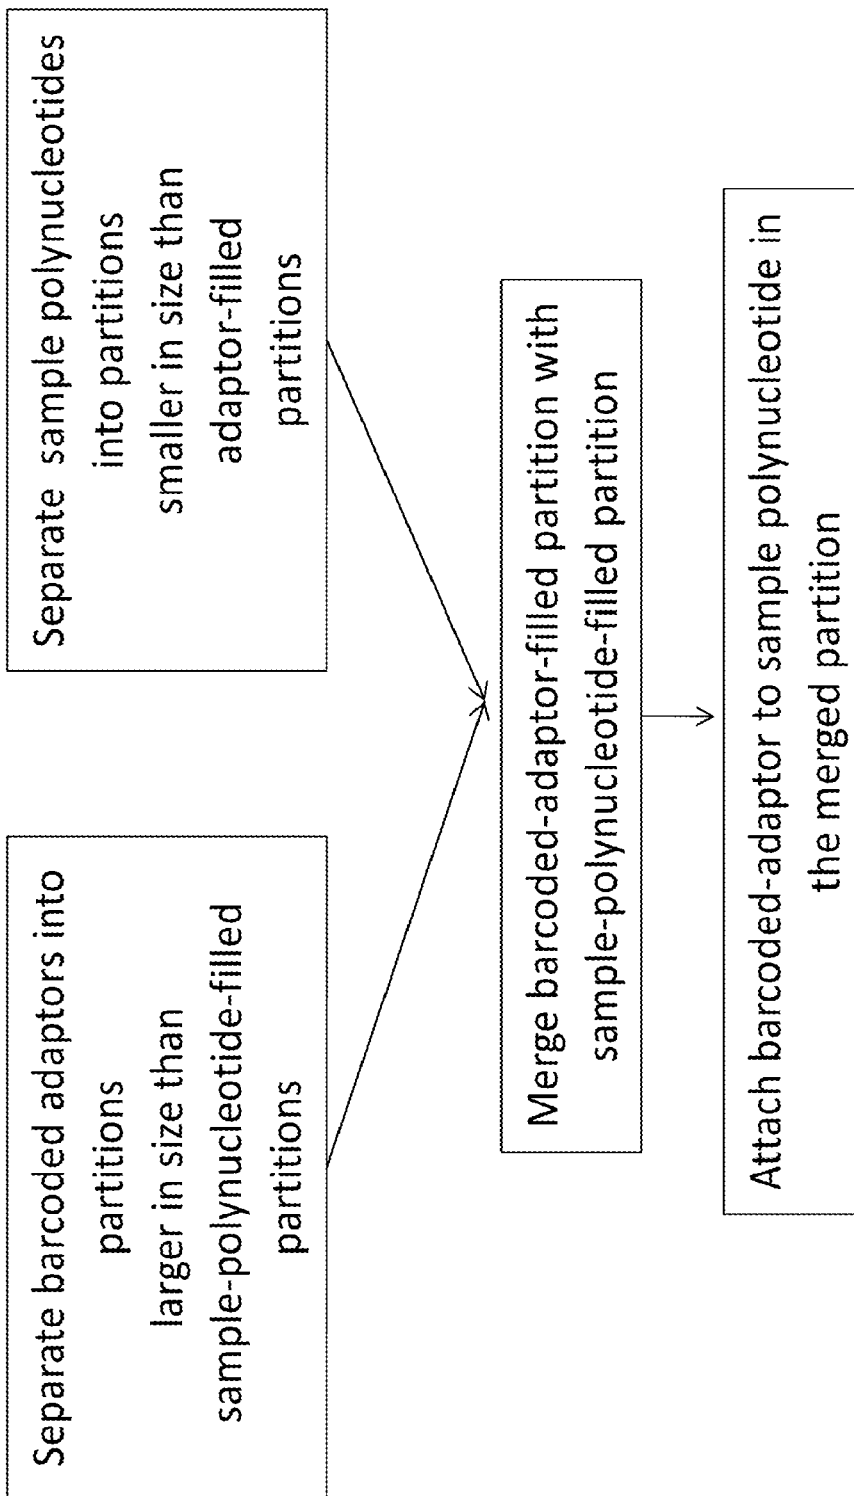 Separate barcoded adaptors into
partitions
larger in size than
sample-polynucleotide-filled
partitions
Separate sample polynucleotides
into partitions
smaller in size than
adaptor-filled
partitions
Merge barcoded-adaptor-filled partition with
sample-polynucleotide-filled partition
Attach barcoded-adaptor to sample polynucleotide in
the merged partition